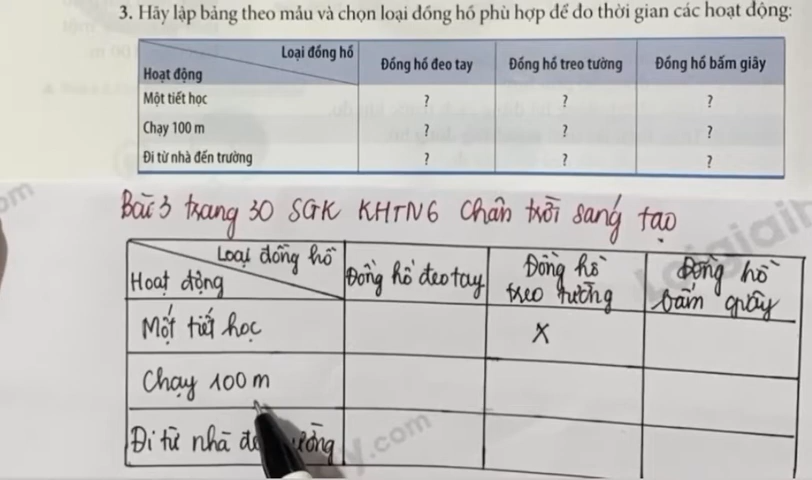 3. Hãy lập bảng theo mẫu và chọn loại đồng hồ phù hợp để đo thời gian các hoạt động:
Loại đồng hồ
Hoạt động
Đồng hồ đeo tay
Đồng hồ treo tường
Đồng hồ bấm giây
Một tiết học ? ? ?
Chạy 100 m ? ? ?
Đi từ nhà đến trường ? ? ?
Bài 3 trang 30 SGK KHTN6 Chân trời sáng tạo
Loại đồng hồ
Hoạt động
Đồng hồ đeo tay
Đồng hồ
treo tường
Đồng hồ
bấm giây
Một tiết học X
Chạy 100 m
Đi từ nhà
y.com
om